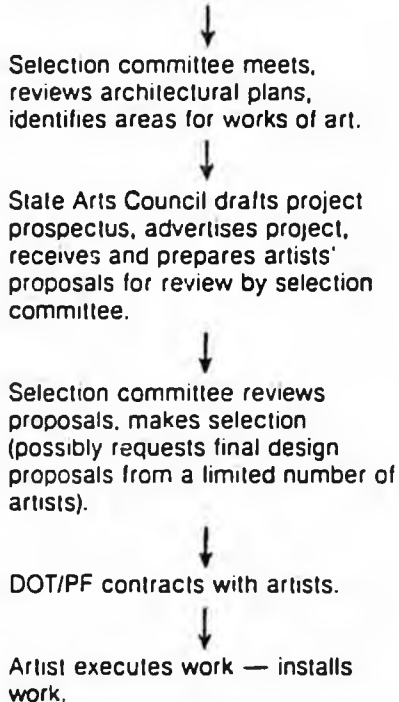 Selection committee meets,
reviews architectural plans,
identifies areas for works of art.
State Arts Council drafts project
prospectus, advertises project,
receives and prepares artists'
proposals for review by selection
committee.
Selection committee reviews
proposals, makes selection
(possibly requests final design
proposals from a limited number of
artists).
DOT/PF contracts with artists.
Artist executes work — installs
work.